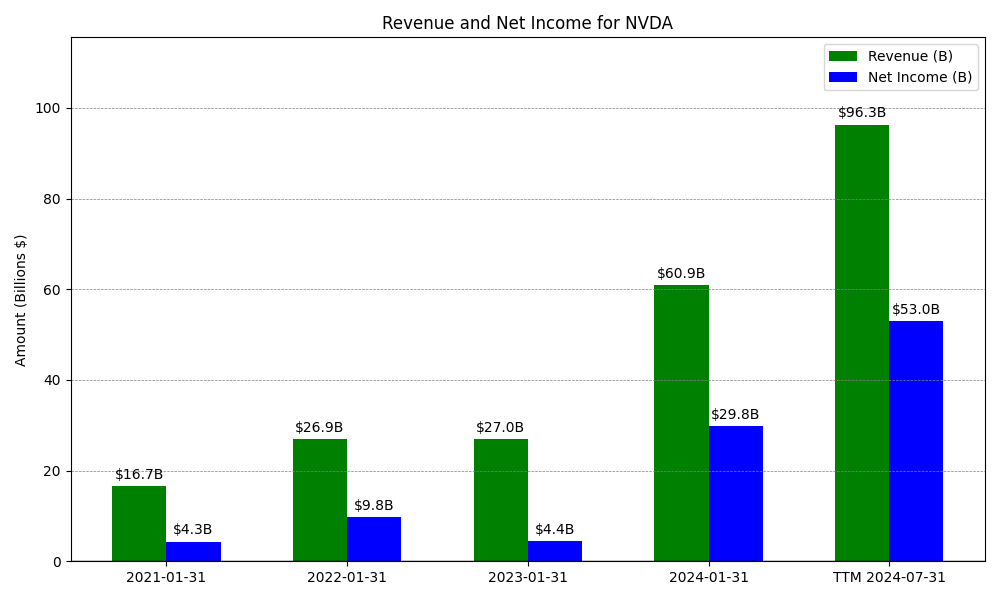 Revenue and Net Income for NVDA
Revenue (B)
Net Income (B)
Amount (Billions $)
100
80
60
40
20
0
$16.7B
$4.3B
$26.9B
$9.8B
$27.0B
$4.4B
$60.9B
$29.8B
$96.3B
$53.0B
2021-01-31
2022-01-31
2023-01-31
2024-01-31
TTM 2024-07-31